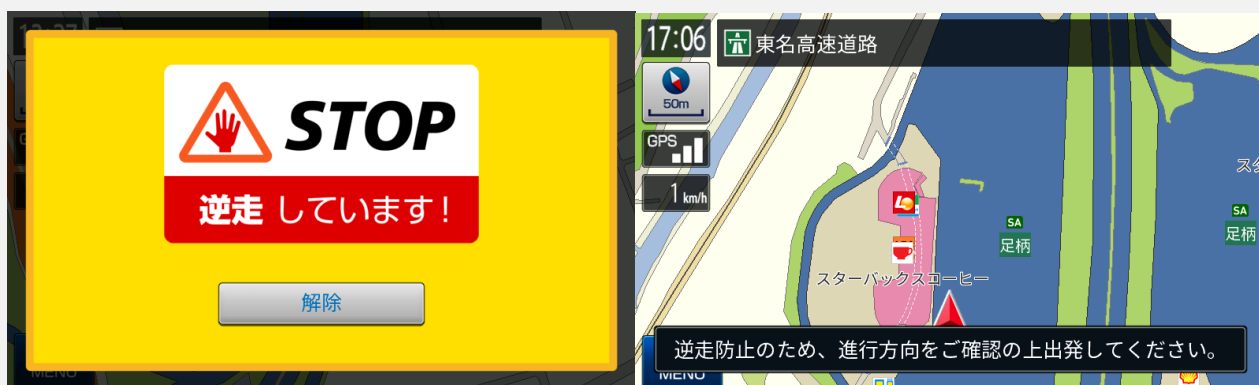 STOP
逆走 しています!
解除
MENU
17:06
東名高速道路
50m
GPS
1 km/h
SA
足柄
SA
足柄
スターバックスコーヒー
逆走防止のため、進行方向をご確認の上出発してください。
MENU